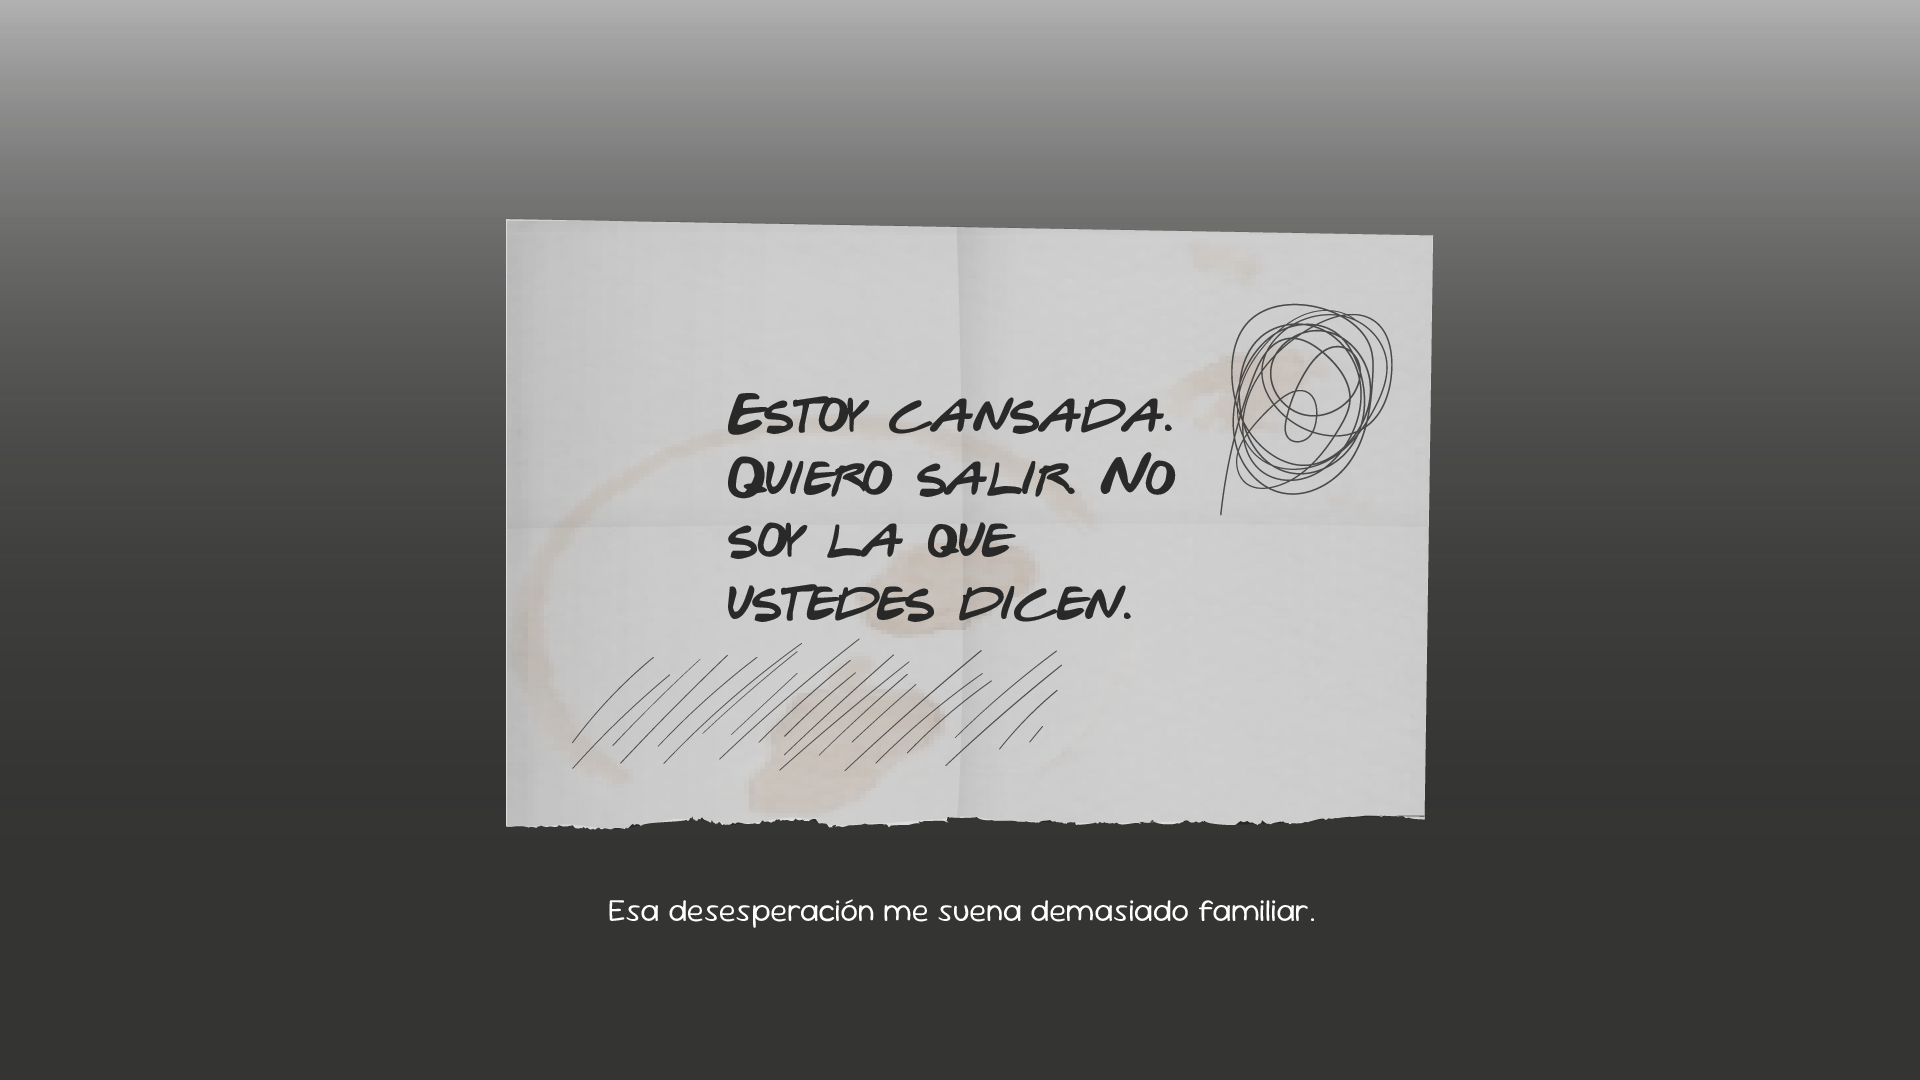 Estoy cansada.
Quiero salir No
soy la que
ustedes dicen.
Esa desesperación me suena demasiado familiar.